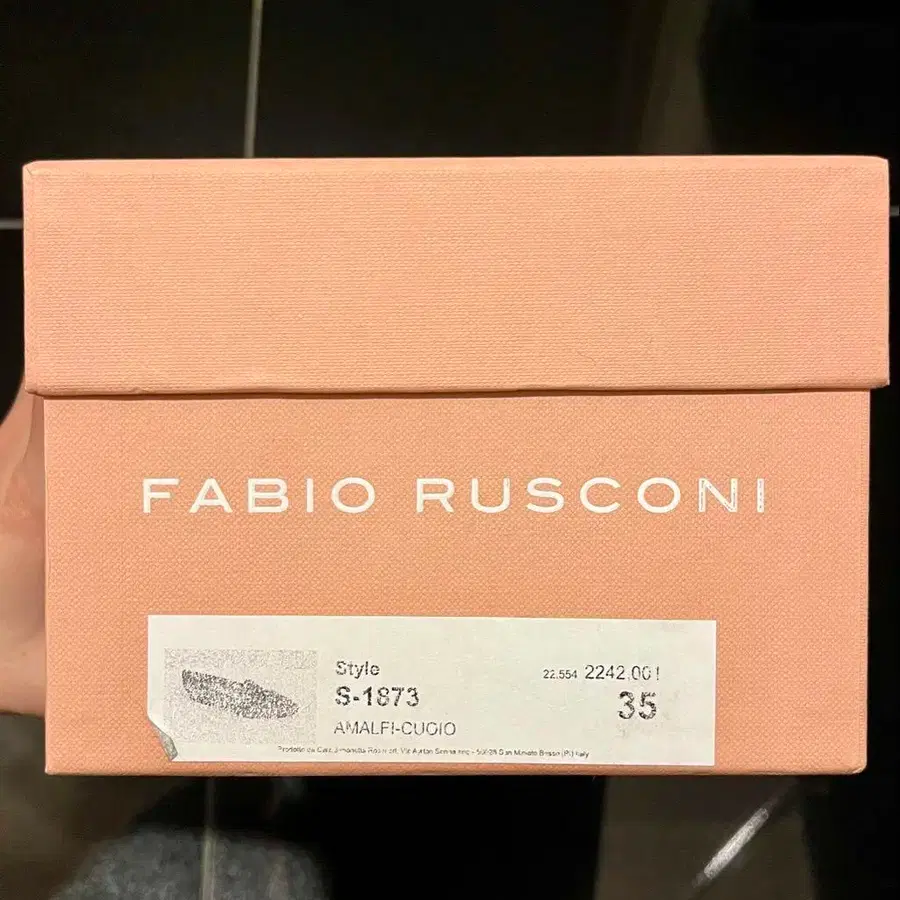 FABIO RUSCONI
Style
S-1873
AMALFI-CUOIO
22.554 2242.001
35